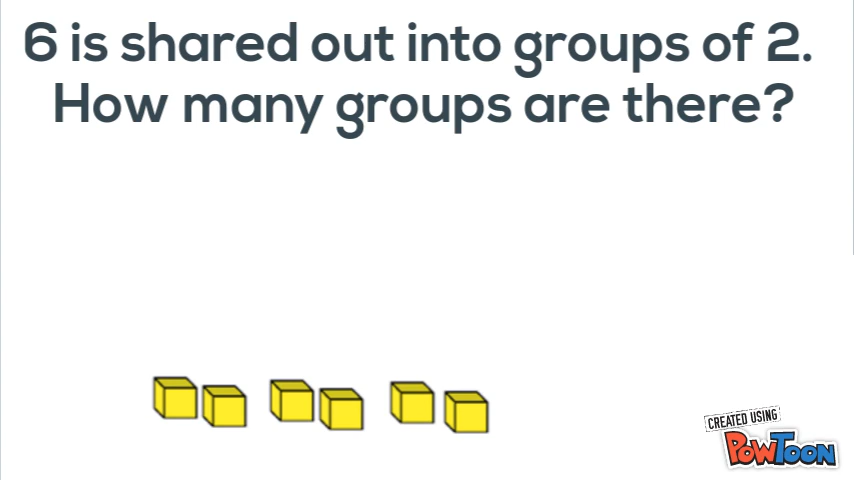 6 is shared out into groups of 2.
How many groups are there?
CREATED USING
POWTOON